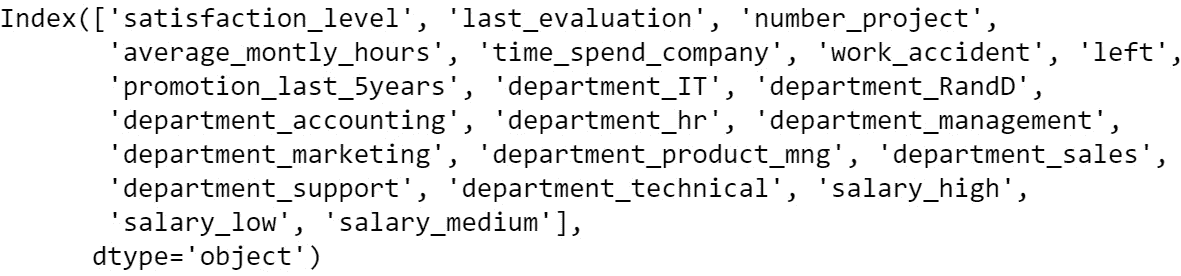 Index(['satisfaction_level', 'last_evaluation', 'number_project',
'average_montly_hours', 'time_spend_company', 'work_accident', 'left',
'promotion_last_5years', 'department_IT', 'department_RandD',
'department_accounting', 'department_hr', 'department_management',
'department_marketing', 'department_product_mng', 'department_sales',
'department_support', 'department_technical', 'salary_high',
'salary_low', 'salary_medium'],
dtype='object')